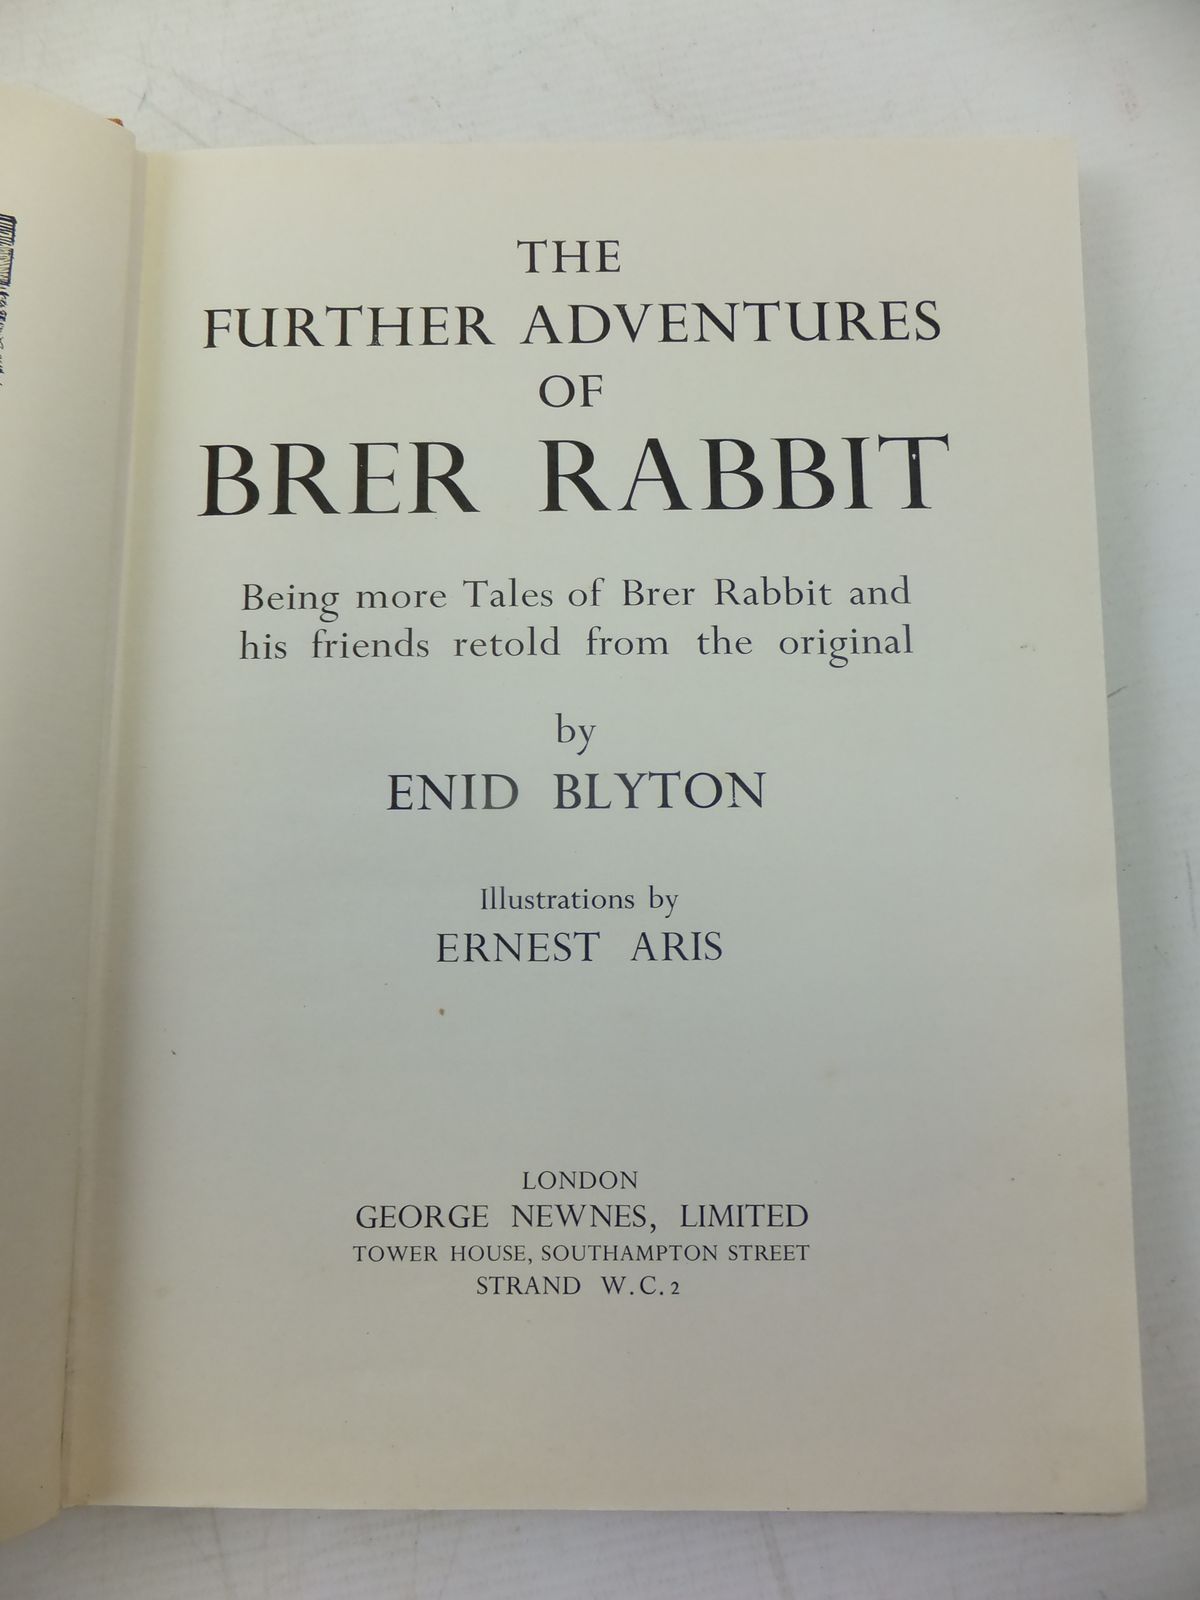 THE
FURTHER ADVENTURES
OF
BRER RABBIT
Being more Tales of Brer Rabbit and
his friends retold from the original
by
ENID BLYTON
Illustrations by
ERNEST ARIS
LONDON
GEORGE NEWNES, LIMITED
TOWER HOUSE, SOUTHAMPTON STREET
STRAND W.C.2